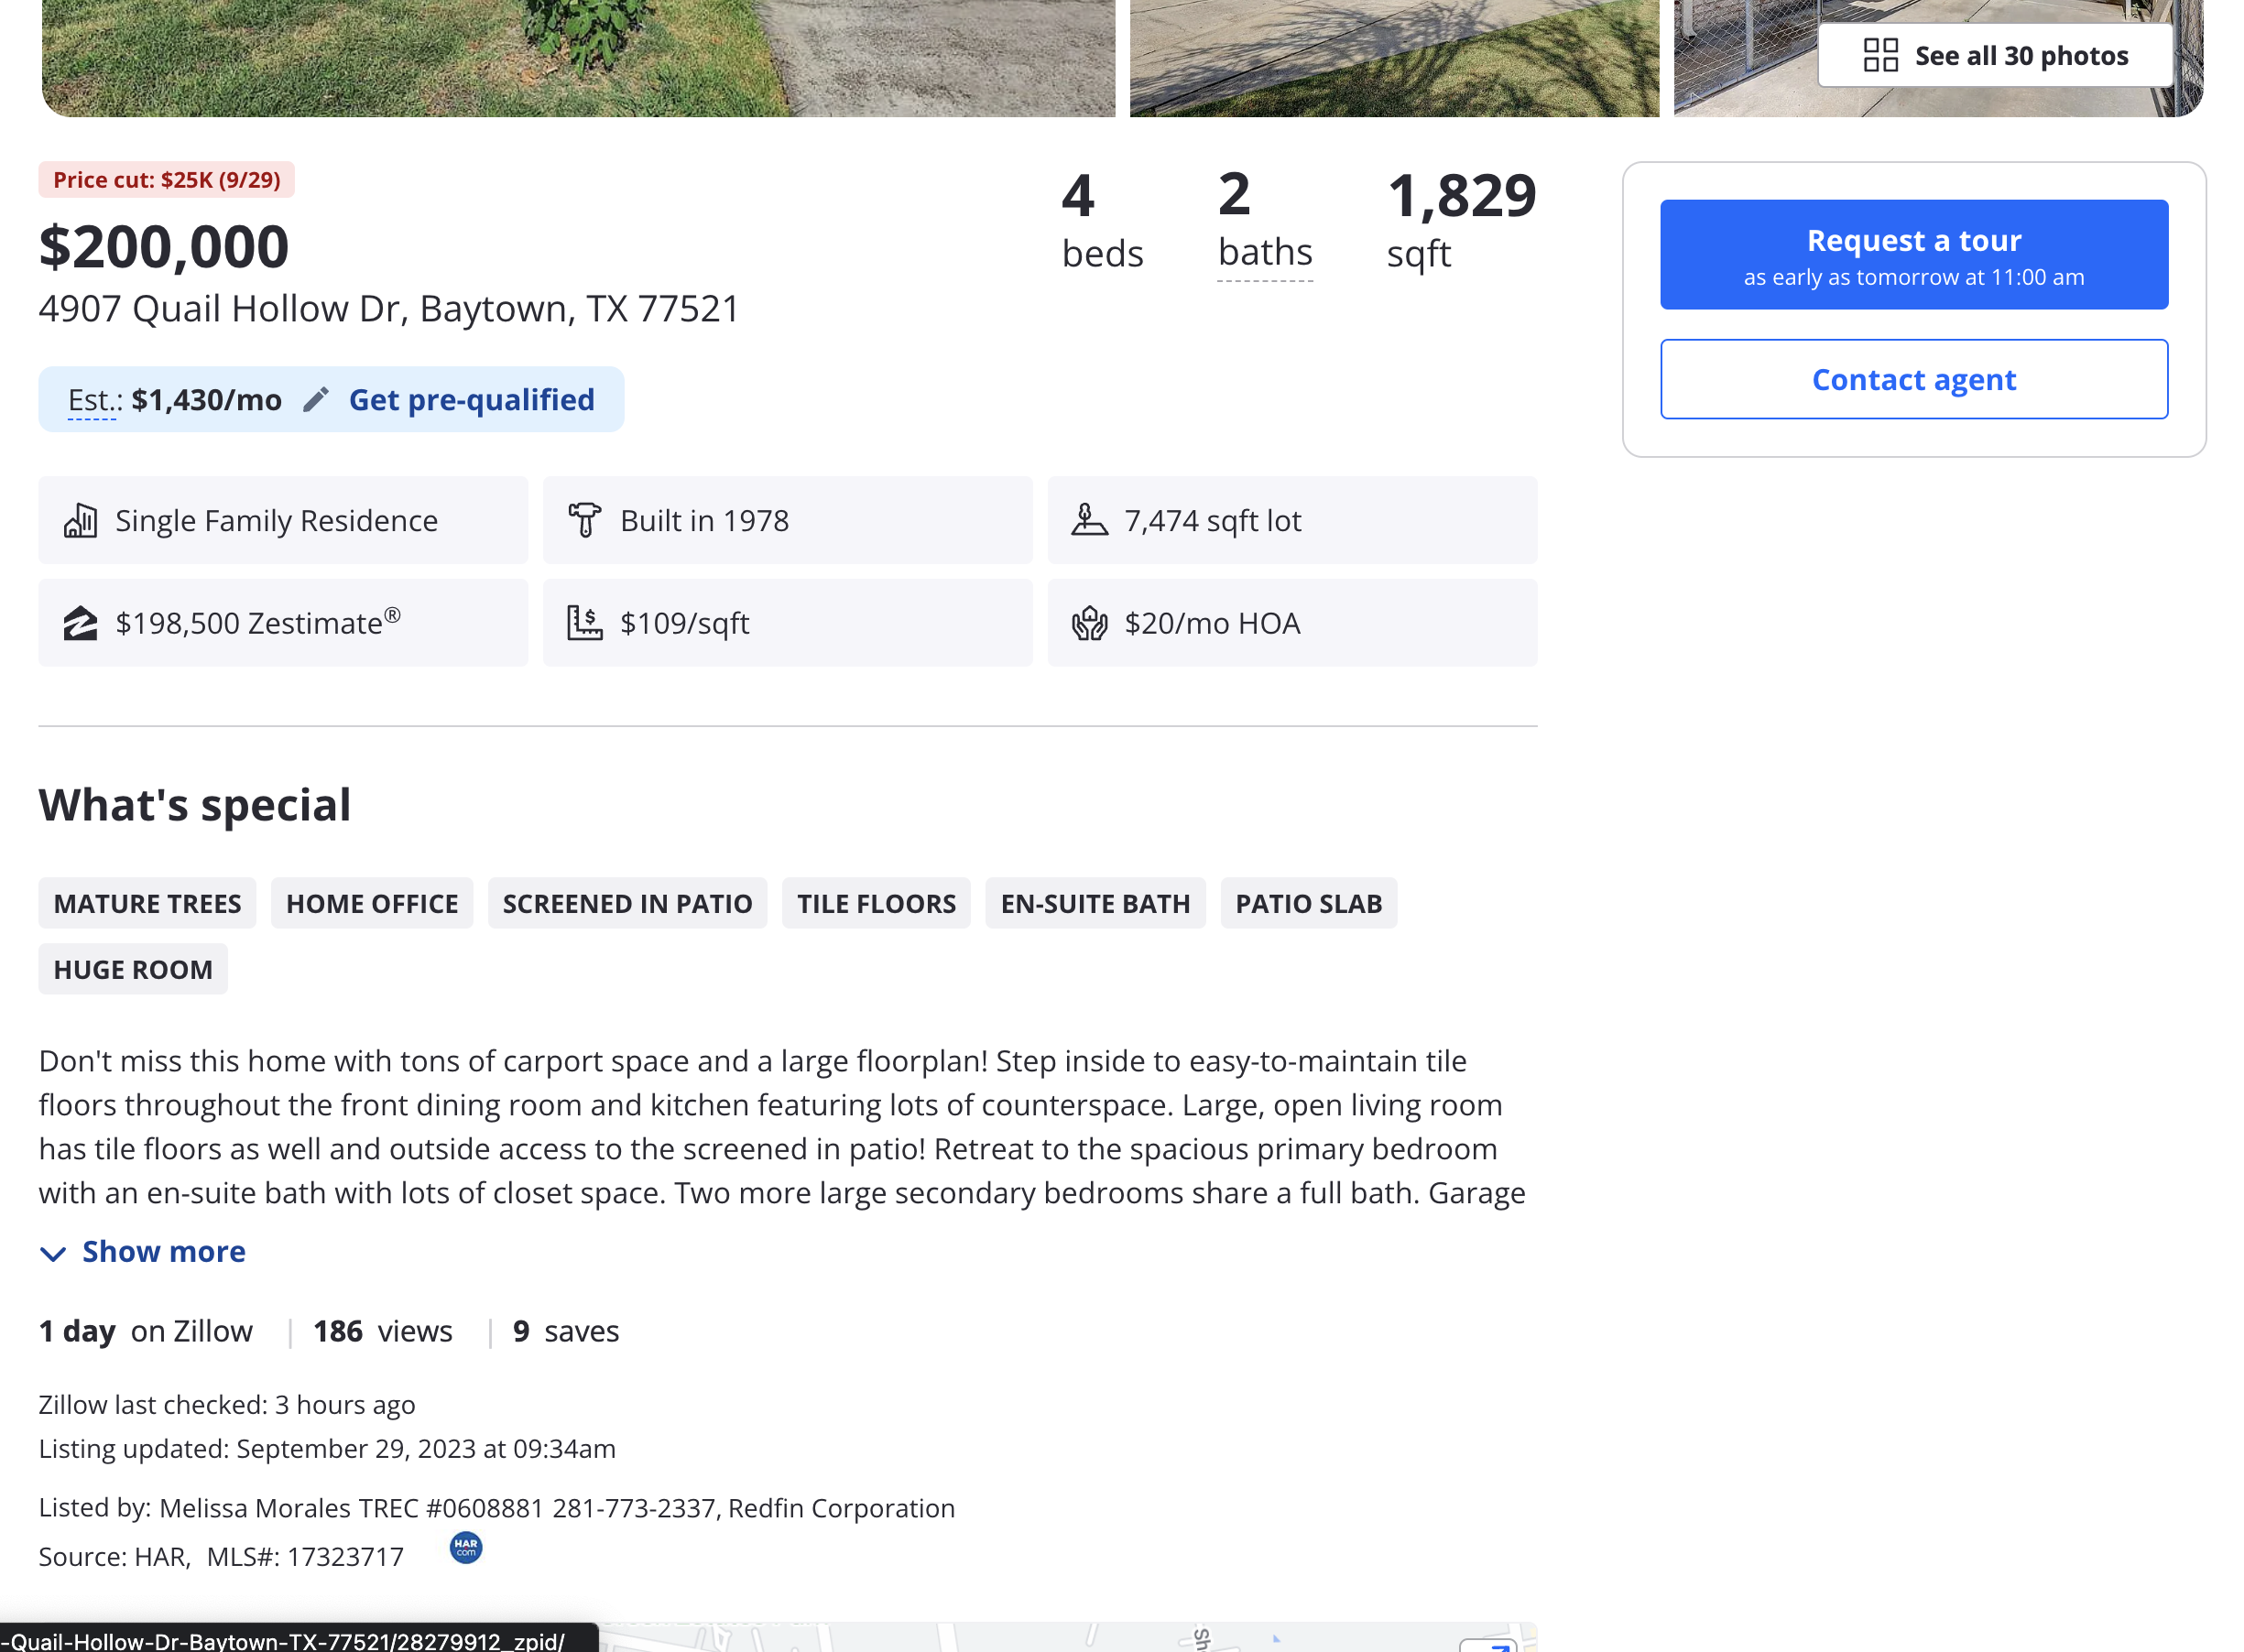 See all 30 photos
Price cut: $25K (9/29)
$200,000
4907 Quail Hollow Dr, Baytown, TX 77521
4 beds
2 baths
1,829 sqft
Request a tour
as early as tomorrow at 11:00 am
Contact agent
Est.: $1,430/mo Get pre-qualified
Single Family Residence
Built in 1978
7,474 sqft lot
$198,500 Zestimate®
$109/sqft
$20/mo HOA
What's special
MATURE TREES HOME OFFICE SCREENED IN PATIO TILE FLOORS EN-SUITE BATH PATIO SLAB
HUGE ROOM
Don't miss this home with tons of carport space and a large floorplan! Step inside to easy-to-maintain tile
floors throughout the front dining room and kitchen featuring lots of counterspace. Large, open living room
has tile floors as well and outside access to the screened in patio! Retreat to the spacious primary bedroom
with an en-suite bath with lots of closet space. Two more large secondary bedrooms share a full bath. Garage
Show more
1 day on Zillow | 186 views | 9 saves
Zillow last checked: 3 hours ago
Listing updated: September 29, 2023 at 09:34am
Listed by: Melissa Morales TREC #0608881 281-773-2337, Redfin Corporation
Source: HAR, MLS#: 17323717
HAR
com
-Quail-Hollow-Dr-Baytown-TX-77521/28279912_zpid/
Sh